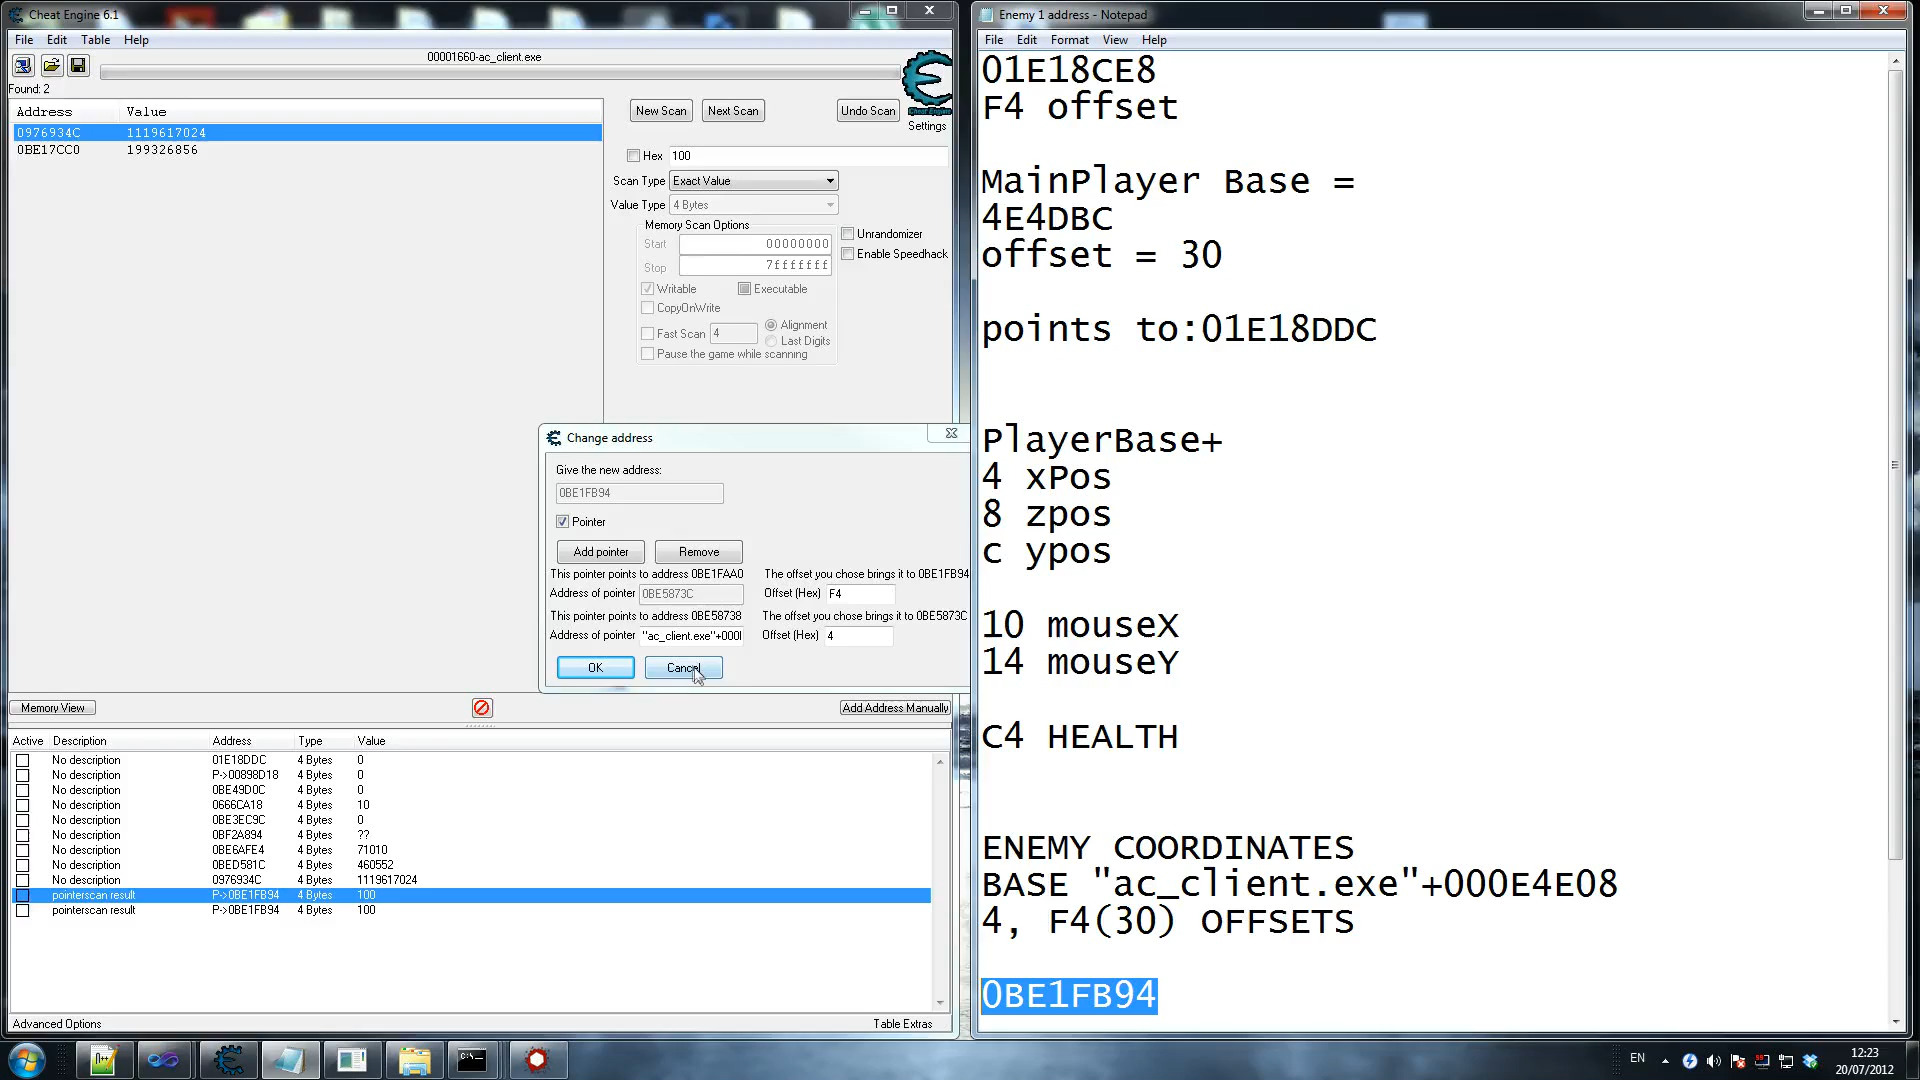 Cheat Engine 6.1
File Edit Table Help
00001660-ac_client.exe
Found: 2
Settings
Address Value
0976934C 1119617024
0BE17CC0 199326856
New Scan Next Scan Undo Scan
Hex 100
Scan Type Exact Value
Value Type 4 Bytes
Memory Scan Options
Start 00000000
Stop 7fffffff
Writable Executable
CopyOnWrite
Fast Scan 4 Alignment
Last Digits
Pause the game while scanning
Unrandomizer
Enable Speedhack
Change address
Give the new address:
0BE1FB94
Pointer
Add pointer Remove
This pointer points to address 0BE1FAA0 The offset you chose brings it to 0BE1FB94
Address of pointer 0BE5873C Offset (Hex) F4
This pointer points to address 0BE58738 The offset you chose brings it to 0BE5873C
Address of pointer "ac_client.exe"+000 Offset (Hex) 4
OK Cancel
Memory View Add Address Manually
Active Description Address Type Value
No description 01E18DDC 4 Bytes 0
No description P->00898D18 4 Bytes 0
No description 0BE49D0C 4 Bytes 0
No description 0666CA18 4 Bytes 10
No description 0BE3EC9C 4 Bytes 0
No description 0BF2A894 4 Bytes ??
No description 0BE6AFE4 4 Bytes 71010
No description 0BED581C 4 Bytes 460552
No description 0976934C 4 Bytes 1119617024
pointerscan result P->0BE1FB94 4 Bytes 100
pointerscan result P->0BE1FB94 4 Bytes 100
Advanced Options Table Extras
Enemy 1 address - Notepad
File Edit Format View Help
01E18CE8
F4 offset
MainPlayer Base =
4E4DBC
offset = 30
points to:01E18DDC
PlayerBase+
4 xPos
8 zpos
c ypos
10 mouseX
14 mouseY
C4 HEALTH
ENEMY COORDINATES
BASE "ac_client.exe"+000E4E08
4, F4(30) OFFSETS
0BE1FB94
EN
12:23
20/07/2012